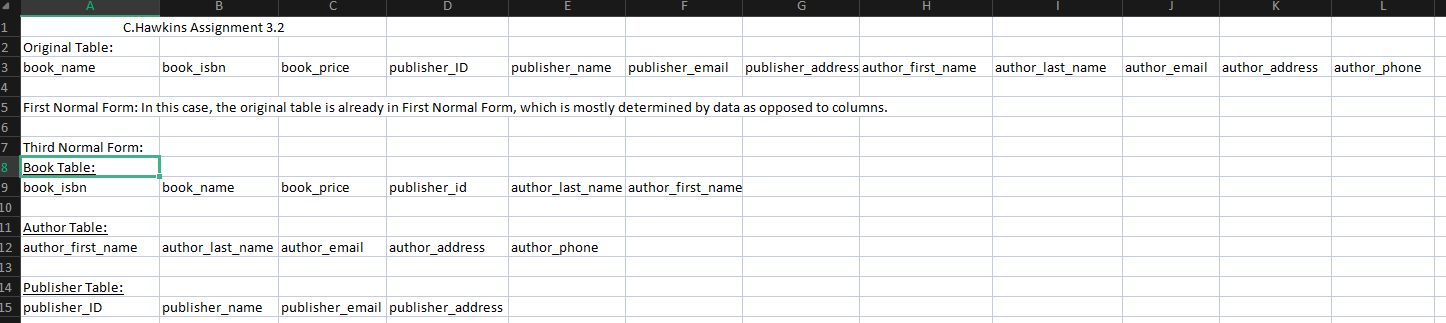 A B C D E F G H I J K L
1 C.Hawkins Assignment 3.2
2 Original Table:
3 book_name book_isbn book_price publisher_ID publisher_name publisher_email publisher_address author_first_name author_last_name author_email author_address author_phone
4
5 First Normal Form: In this case, the original table is already in First Normal Form, which is mostly determined by data as opposed to columns.
6
7 Third Normal Form:
8 Book Table:
9 book_isbn book_name book_price publisher_id author_last_name author_first_name
10
11 Author Table:
12 author_first_name author_last_name author_email author_address author_phone
13
14 Publisher Table:
15 publisher_ID publisher_name publisher_email publisher_address